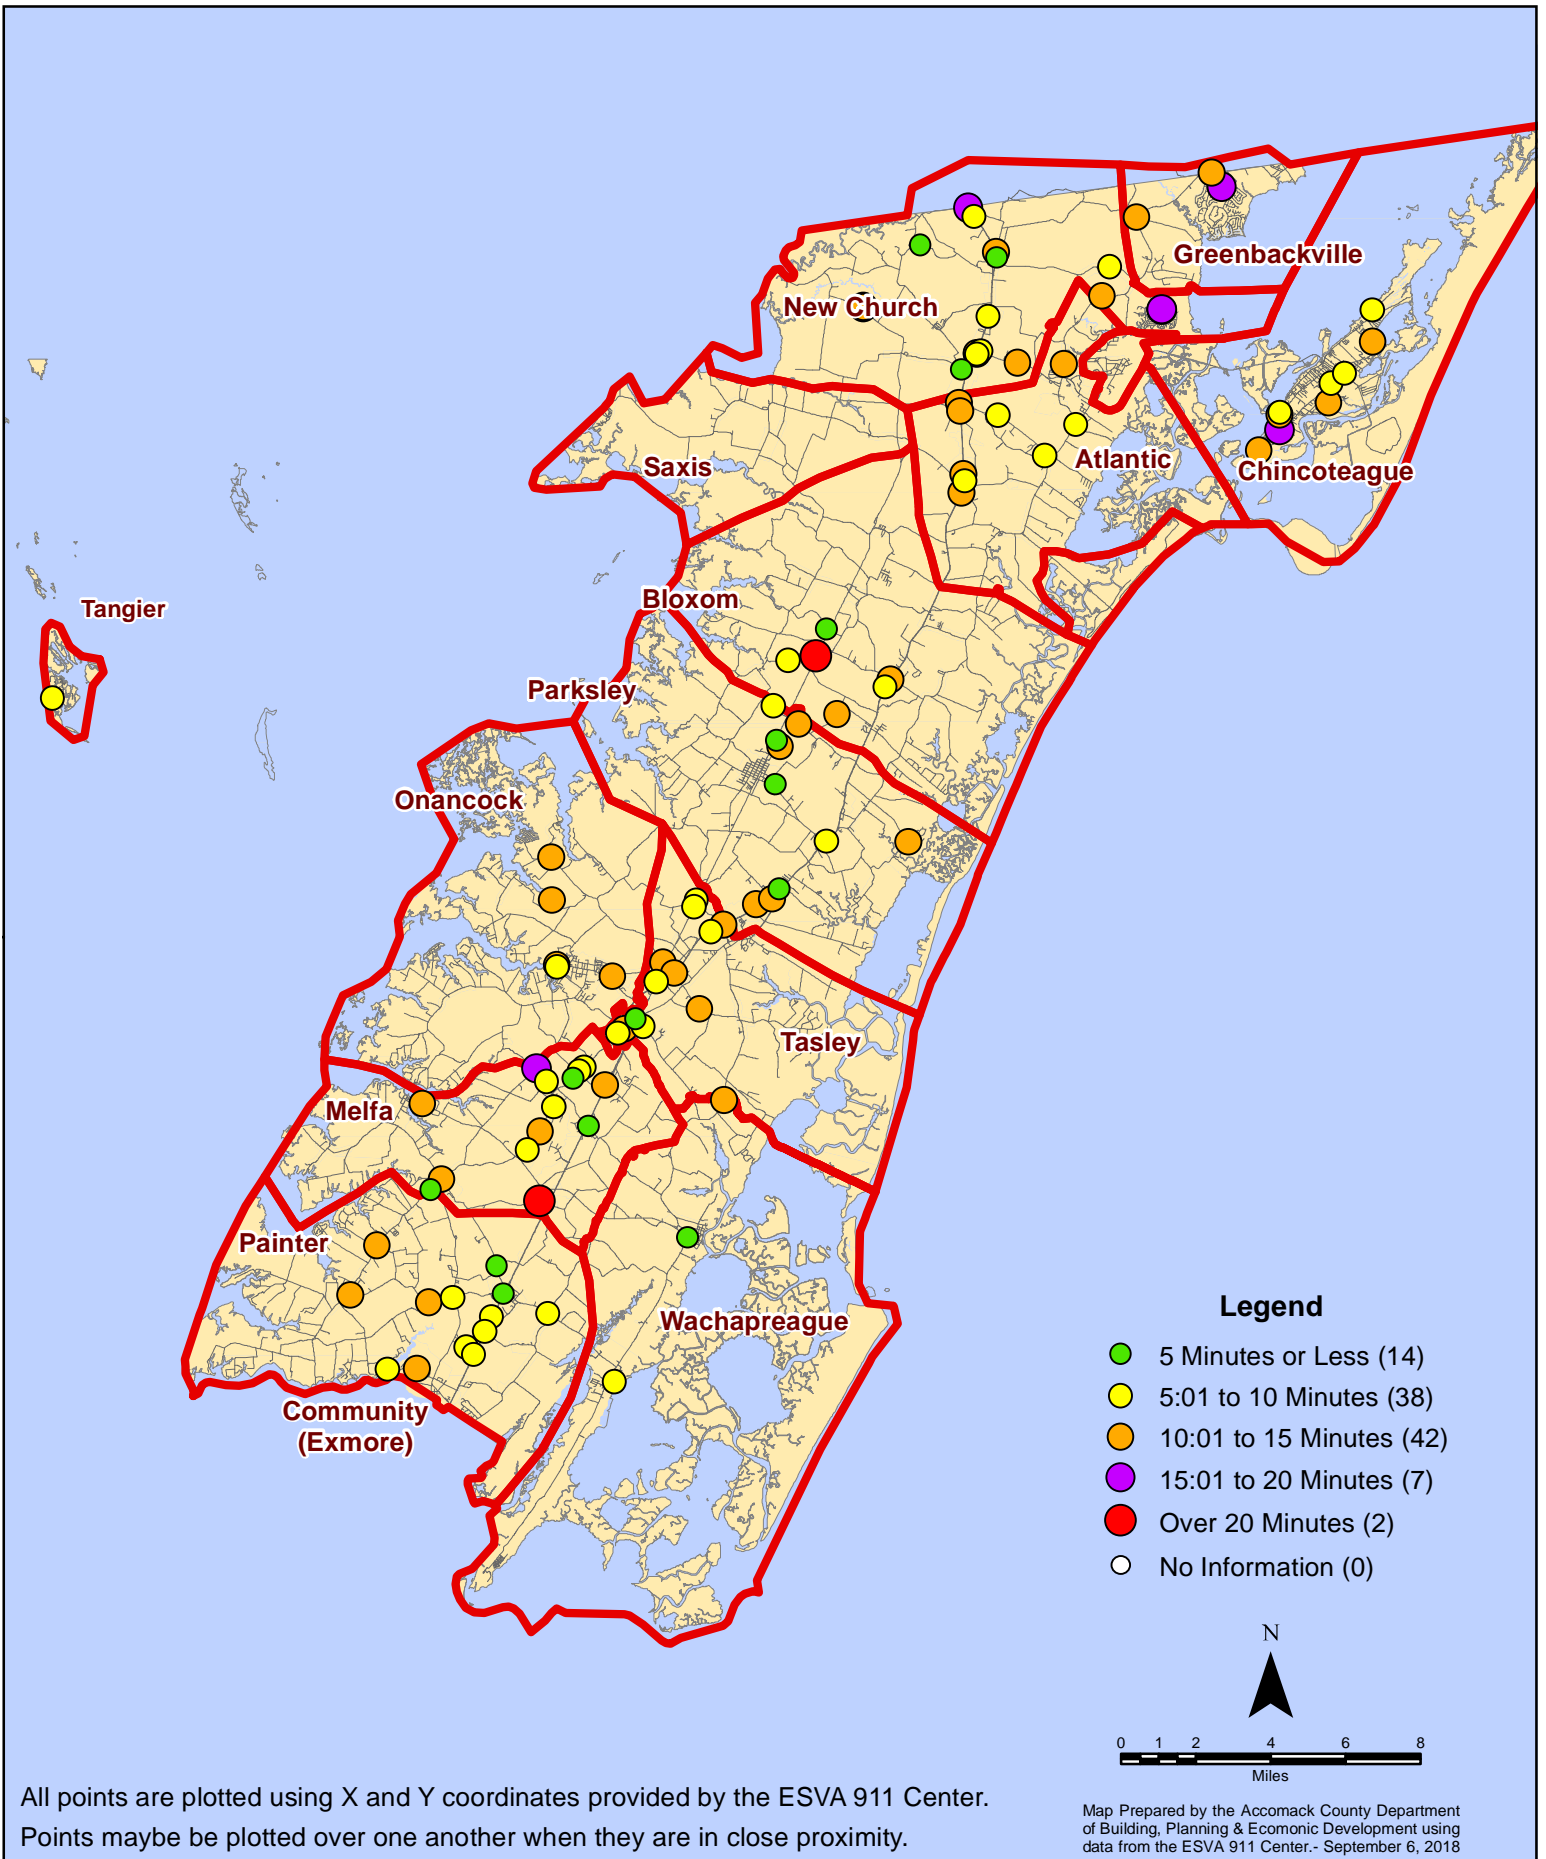 Greenbackville
New Church
Saxis
Atlantic
Chincoteague
Bloxom
Tangier
Parksley
Onancock
Tasley
Melfa
Painter
Wachapreague
Community
(Exmore)
Legend
5 Minutes or Less (14)
5:01 to 10 Minutes (38)
10:01 to 15 Minutes (42)
15:01 to 20 Minutes (7)
Over 20 Minutes (2)
No Information (0)
N
0 1 2 4 6 8
Miles
All points are plotted using X and Y coordinates provided by the ESVA 911 Center.
Points maybe be plotted over one another when they are in close proximity.
Map Prepared by the Accomack County Department
of Building, Planning & Ecomonic Development using
data from the ESVA 911 Center.- September 6, 2018